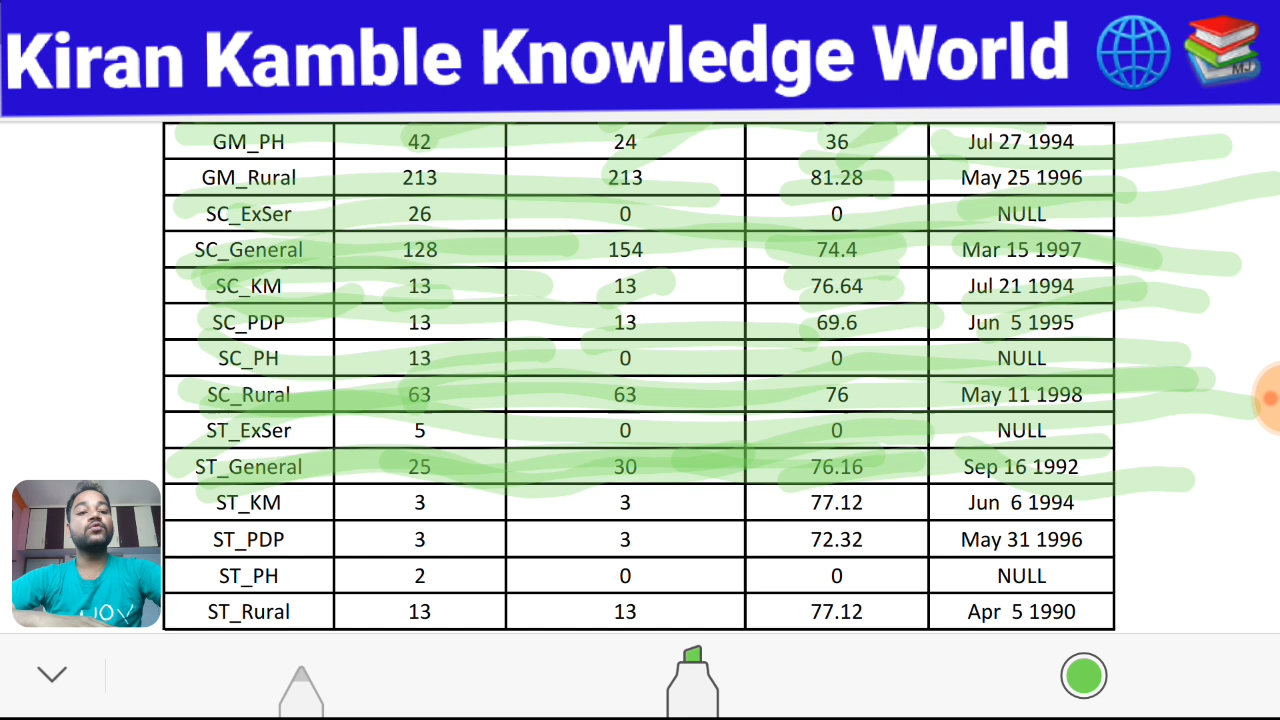 Kiran Kamble Knowledge World
MJ
GM_PH 42 24 36 Jul 27 1994
GM_Rural 213 213 81.28 May 25 1996
SC_ExSer 26 0 0 NULL
SC_General 128 154 74.4 Mar 15 1997
SC_KM 13 13 76.64 Jul 21 1994
SC_PDP 13 13 69.6 Jun 5 1995
SC_PH 13 0 0 NULL
SC_Rural 63 63 76 May 11 1998
ST_ExSer 5 0 0 NULL
ST_General 25 30 76.16 Sep 16 1992
ST_KM 3 3 77.12 Jun 6 1994
ST_PDP 3 3 72.32 May 31 1996
ST_PH 2 0 0 NULL
ST_Rural 13 13 77.12 Apr 5 1990